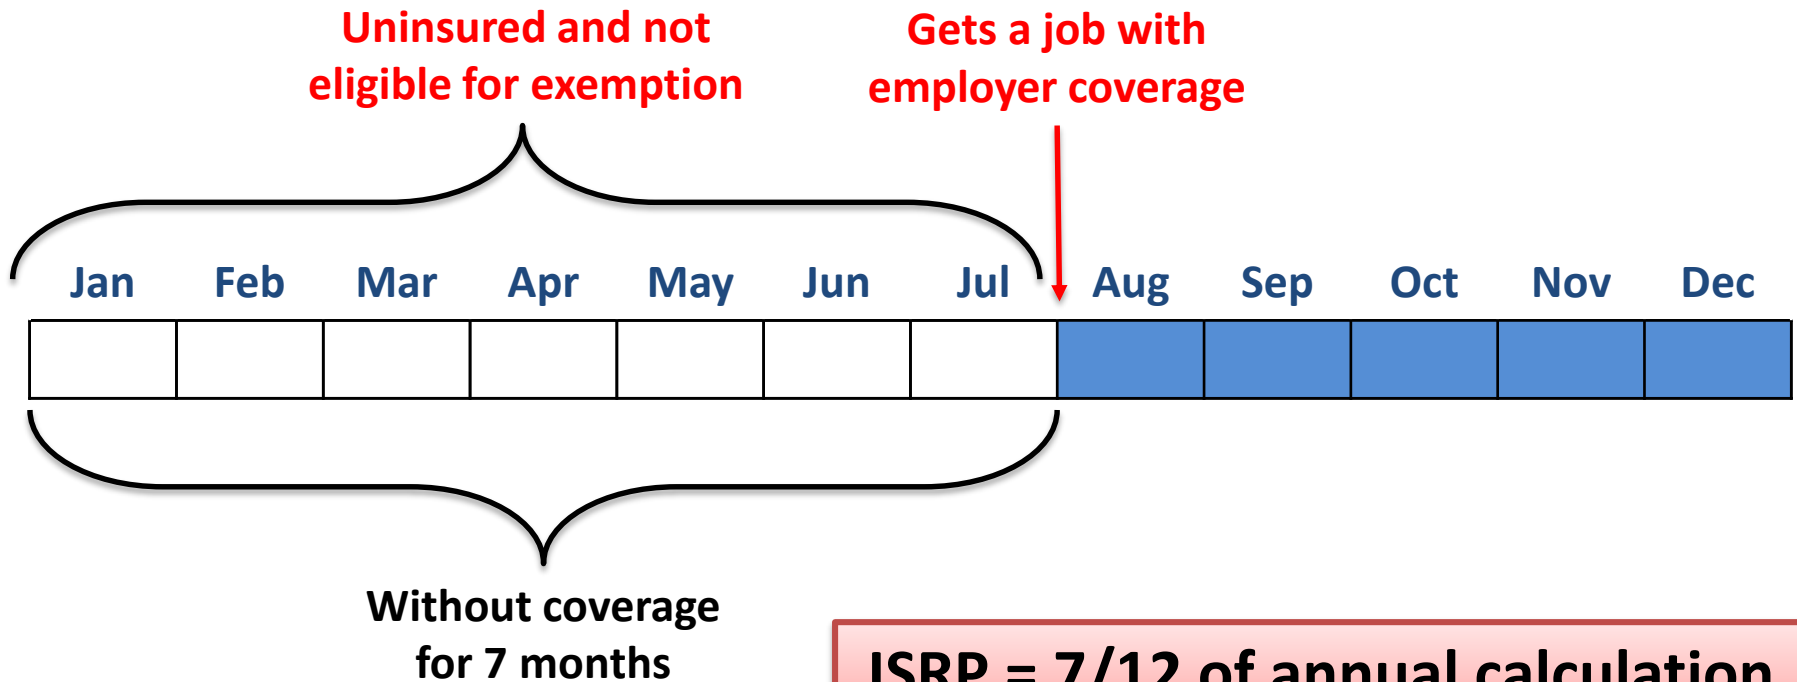 Uninsured and not
eligible for exemption
Gets a job with
employer coverage
Jan Feb Mar Apr May Jun Jul Aug Sep Oct Nov Dec
Without coverage
for 7 months
ISRP = 7/12 of annual calculation